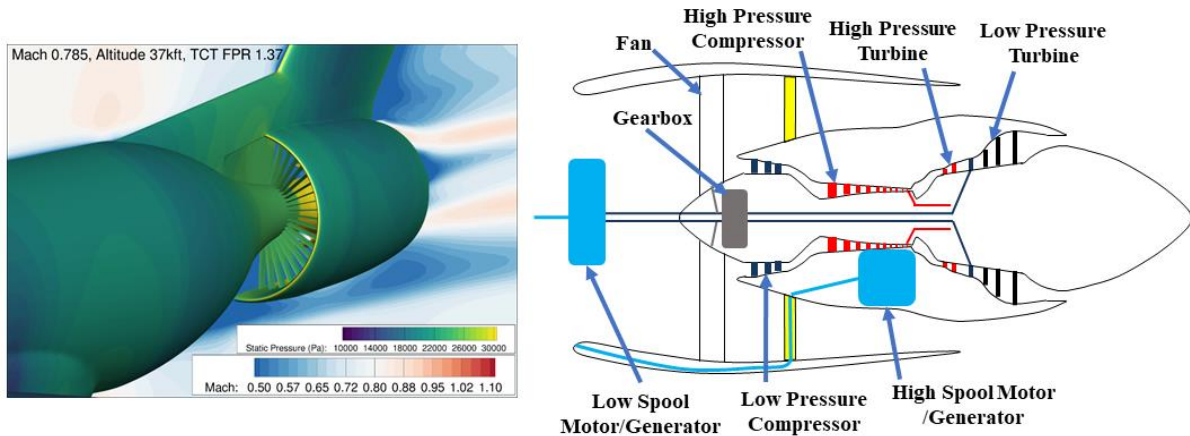 Mach 0.785, Altitude 37kft, TCT FPR 1.37
Static Pressure (Pa): 10000 14000 18000 22000 26000 30000
Mach: 0.50 0.57 0.65 0.72 0.80 0.88 0.95 1.02 1.10
Fan
High Pressure
Compressor
High Pressure
Turbine
Low Pressure
Turbine
Gearbox
Low Spool
Motor/Generator
Low Pressure
Compressor
High Spool Motor
/Generator